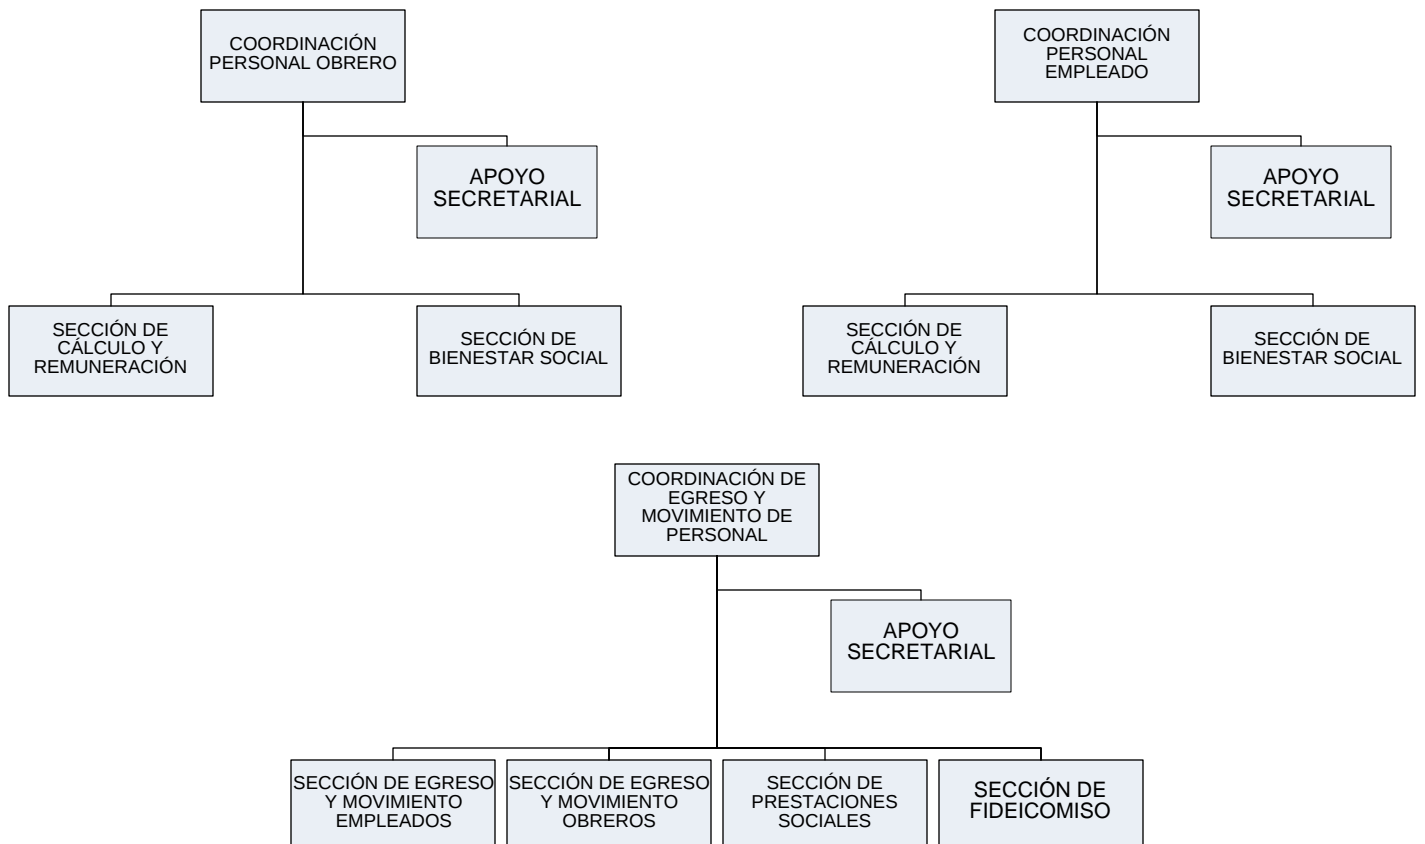 COORDINACIÓN
PERSONAL OBRERO
COORDINACIÓN
PERSONAL
EMPLEADO
APOYO
SECRETARIAL
APOYO
SECRETARIAL
SECCIÓN DE
CÁLCULO Y
REMUNERACIÓN
SECCIÓN DE
BIENESTAR SOCIAL
SECCIÓN DE
CÁLCULO Y
REMUNERACIÓN
SECCIÓN DE
BIENESTAR SOCIAL
COORDINACIÓN DE
EGRESO Y
MOVIMIENTO DE
PERSONAL
APOYO
SECRETARIAL
SECCIÓN DE EGRESO
Y MOVIMIENTO
EMPLEADOS
SECCIÓN DE EGRESO
Y MOVIMIENTO
OBREROS
SECCIÓN DE
PRESTACIONES
SOCIALES
SECCIÓN DE
FIDEICOMISO